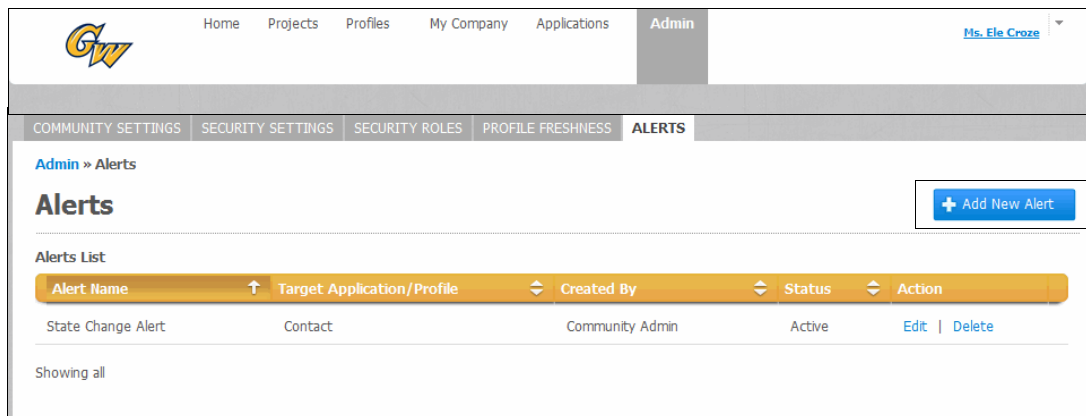 GW
Home Projects Profiles My Company Applications Admin
Ms. Ele Croze
COMMUNITY SETTINGS SECURITY SETTINGS SECURITY ROLES PROFILE FRESHNESS ALERTS
Admin » Alerts
Alerts
Add New Alert
Alerts List
Alert Name Target Application/Profile Created By Status Action
State Change Alert Contact Community Admin Active Edit | Delete
Showing all